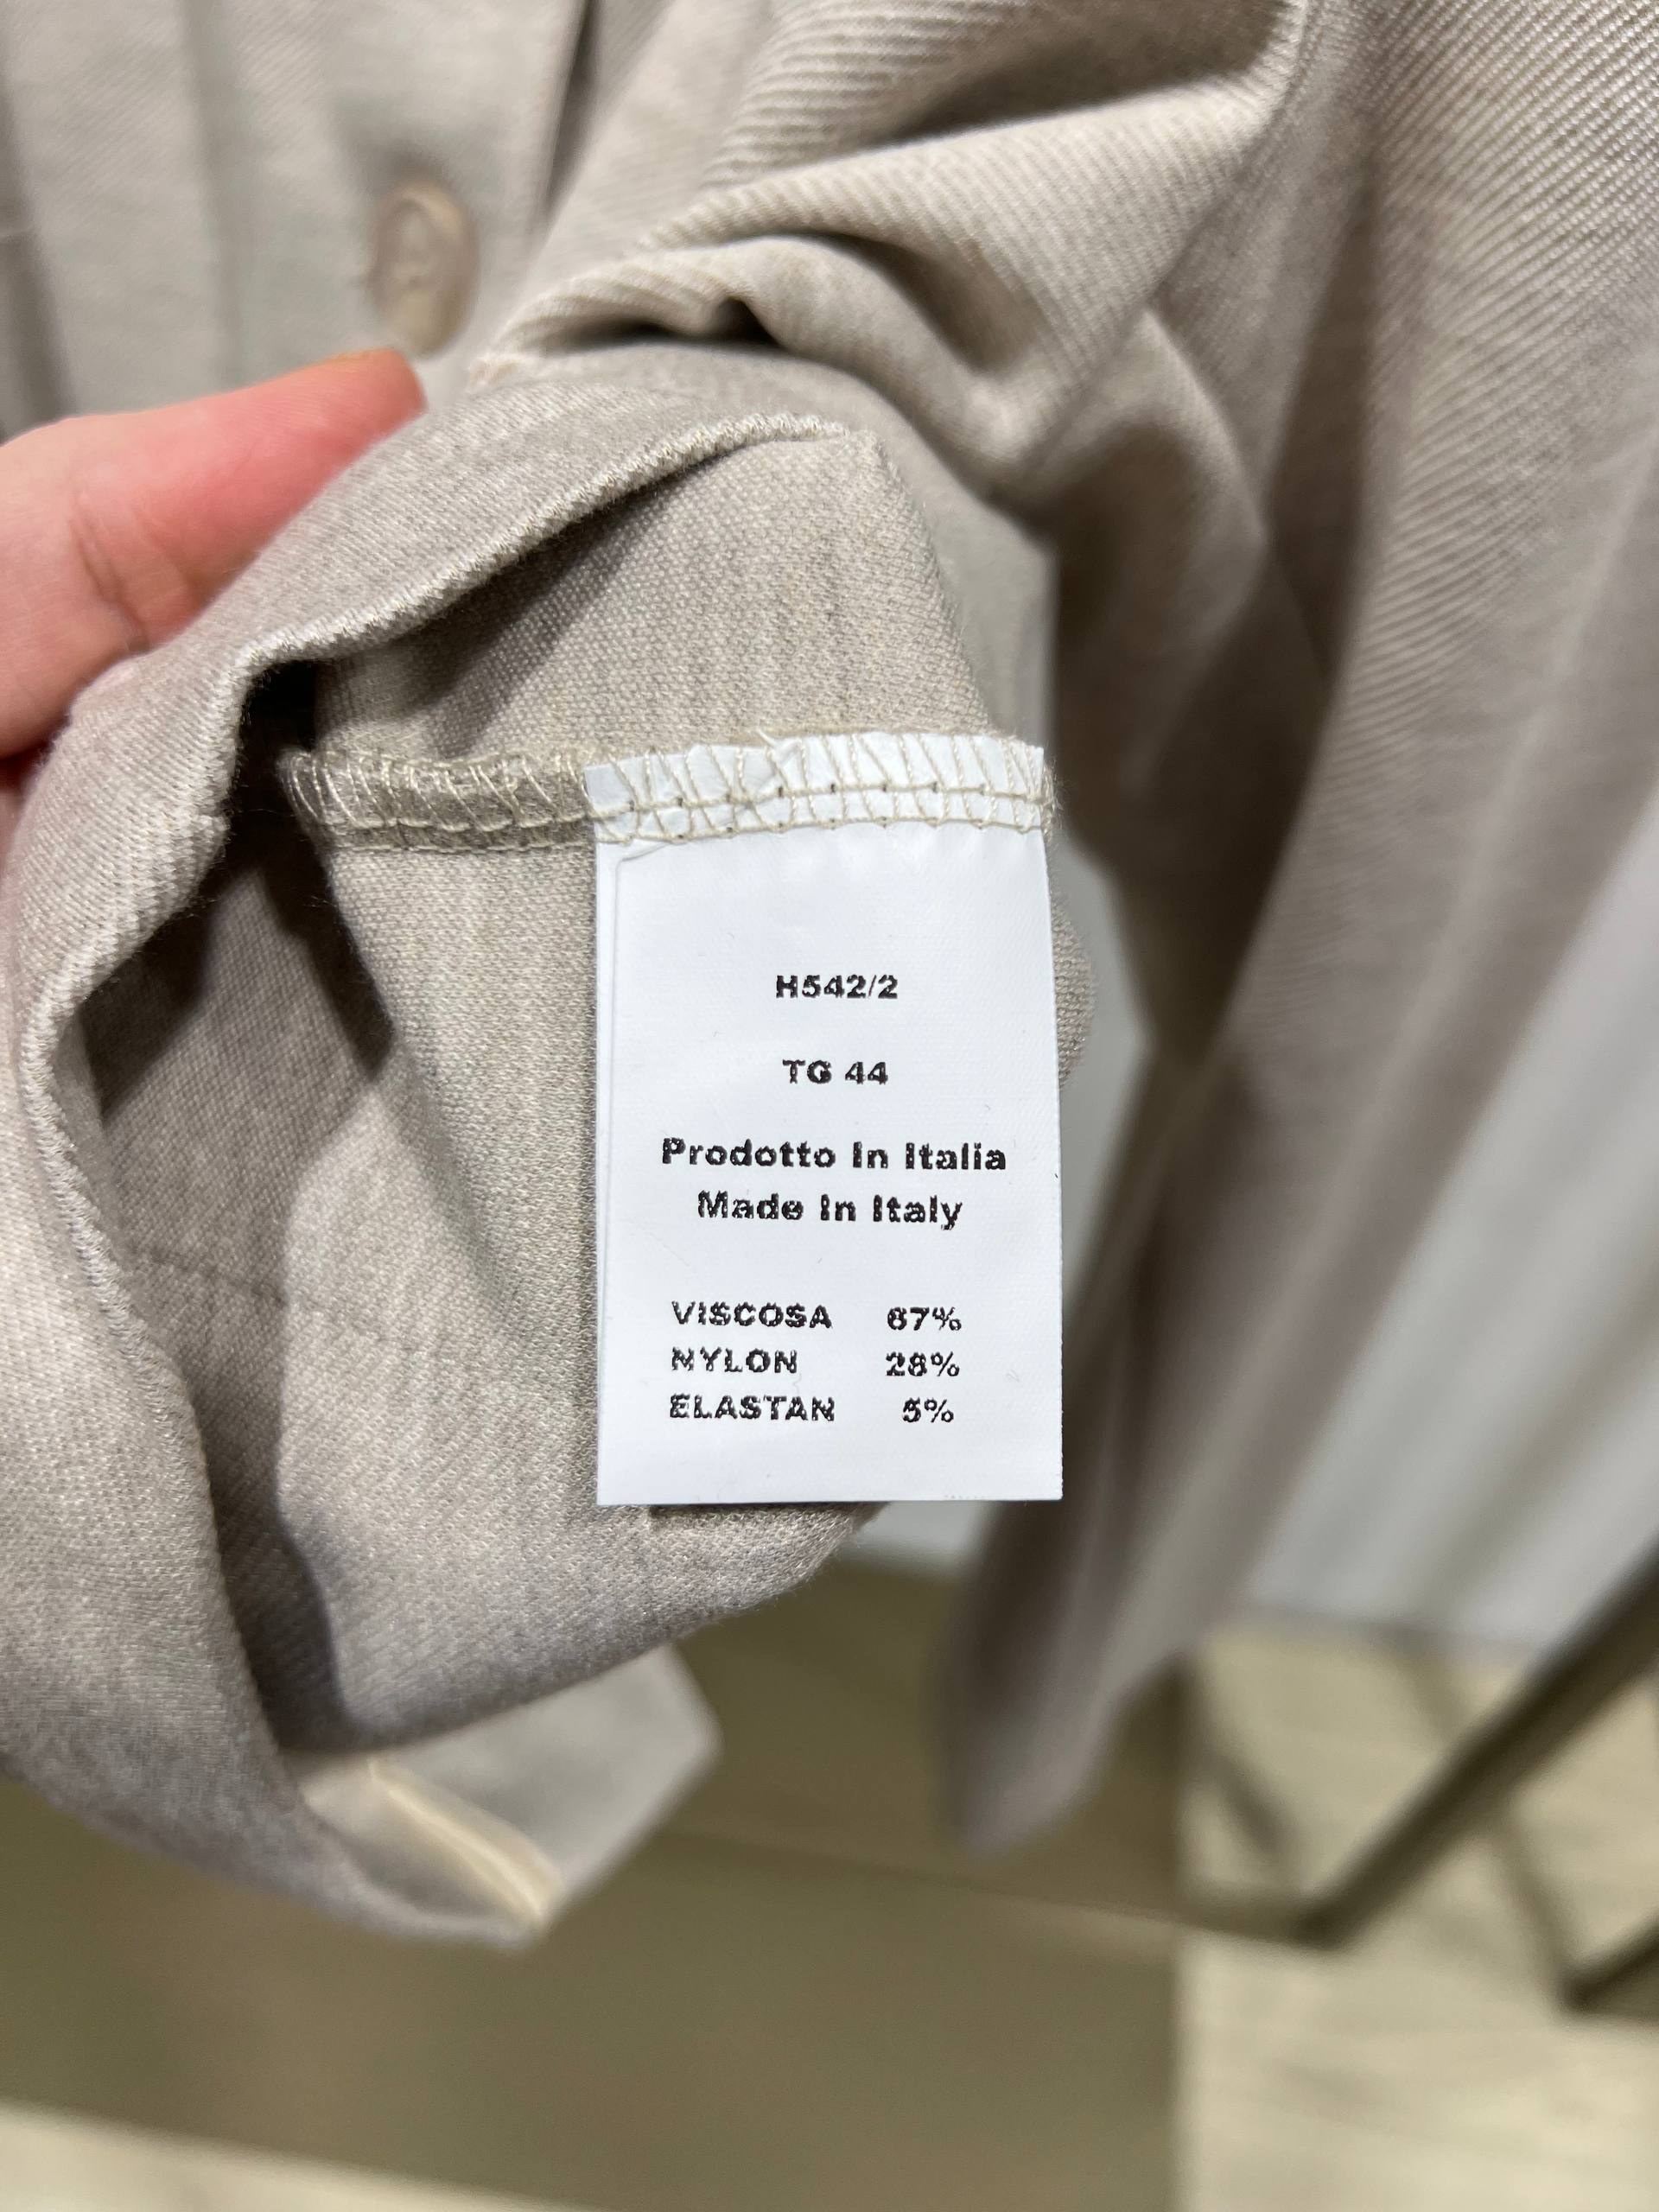 H542/2
TG 44
Prodotto In Italia
Made In Italy
VISCOSA 67%
NYLON 28%
ELASTAN 5%